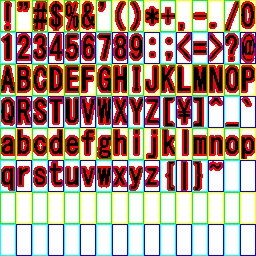 !"#$%&'()*+,-./0
123456789:;<=>?@
ABCDEFGHIJKLMNOP
QRSTUVWXYZ[¥]^_`
abcdefghijklmnop
qrstuvwxyz{|}~